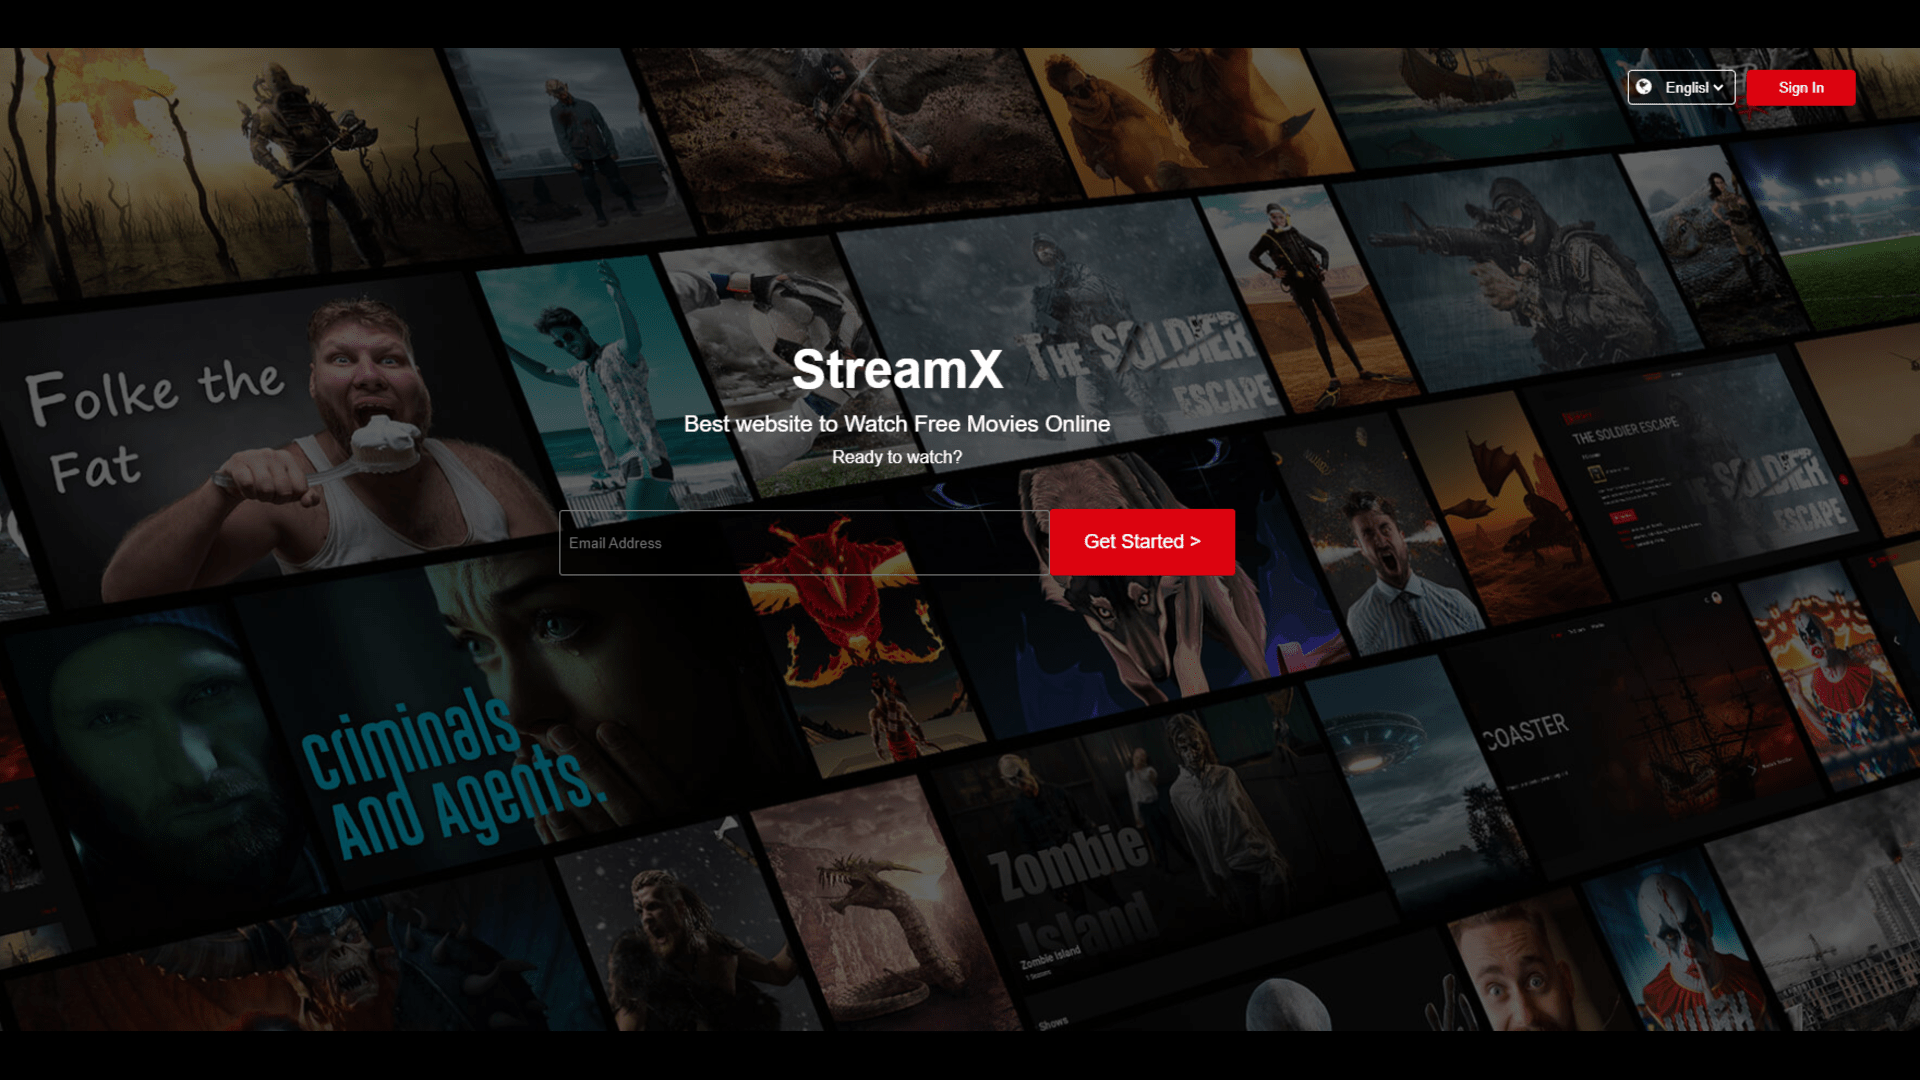 Englisl
Sign In
StreamX
Best website to Watch Free Movies Online
Ready to watch?
Email Address
Get Started >
THE SOLDIER
ESCAPE
Folke the
Fat
THE SOLDIER ESCAPE
THE SOLDIER
ESCAPE
Criminals
And Agents.
COASTER
Zombie
Island
Zombie Island
Shows